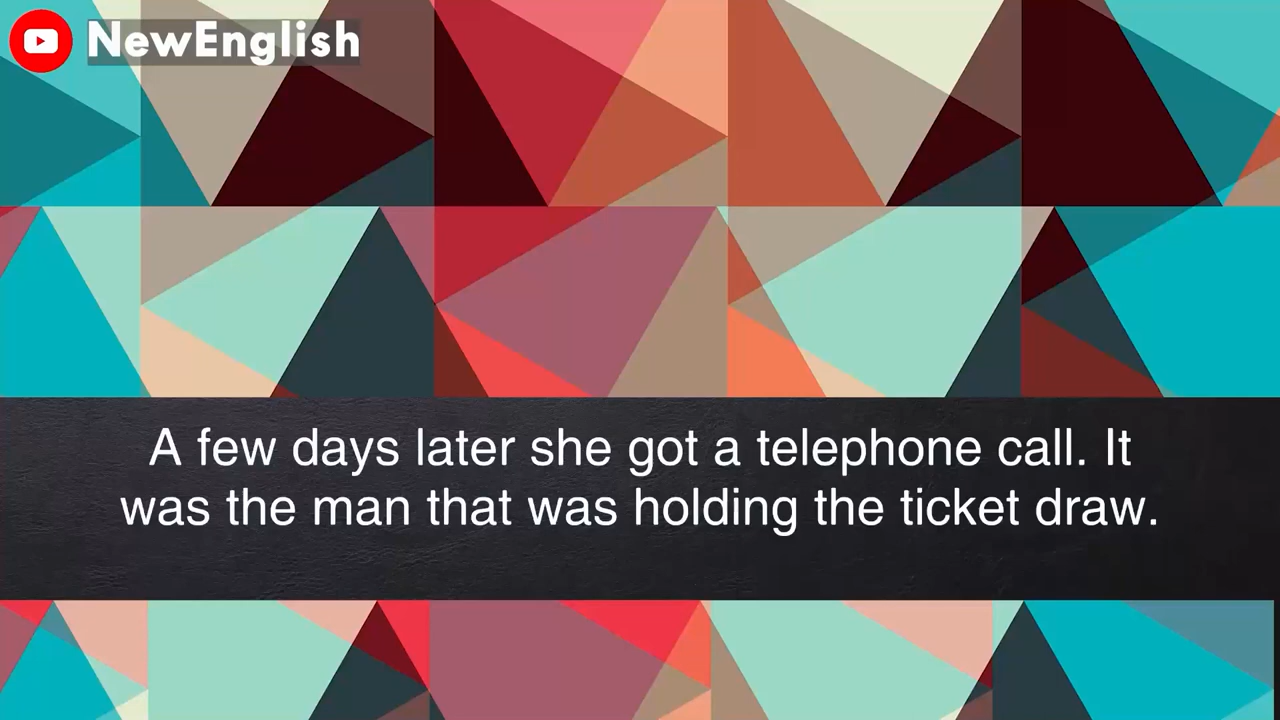 NewEnglish
A few days later she got a telephone call. It
was the man that was holding the ticket draw.